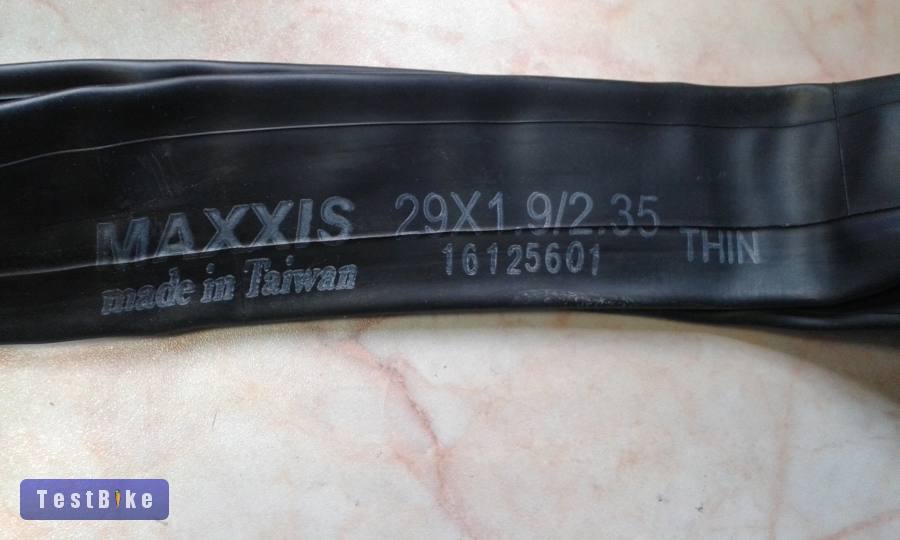 MAXXIS 29X1.9/2.35 THIN
made in Taiwan 16125601
TestBike